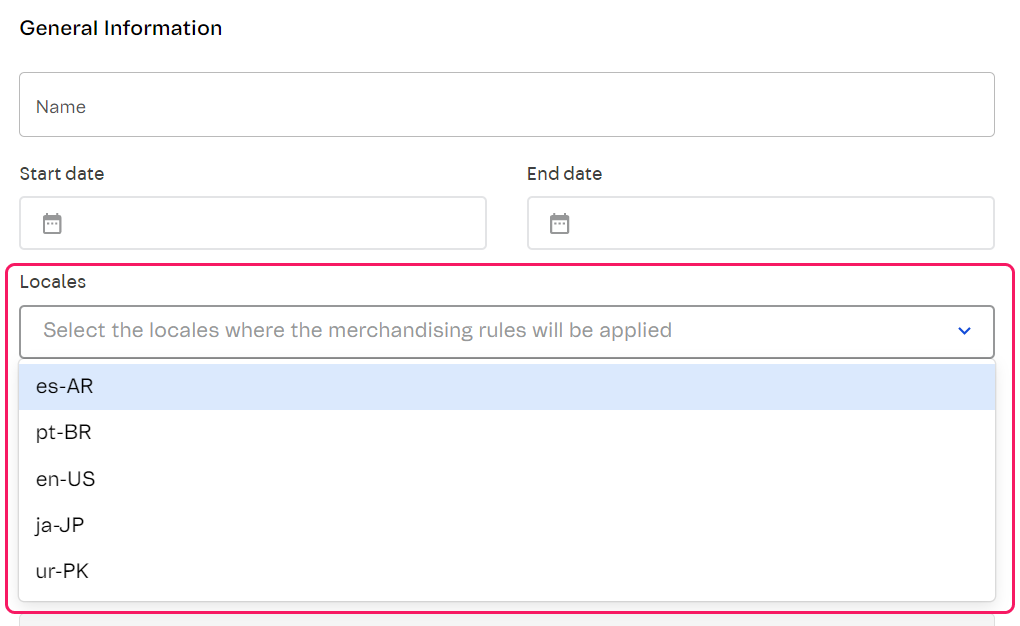 General Information
Name
Start date
End date
Locales
Select the locales where the merchandising rules will be applied
es-AR
pt-BR
en-US
ja-JP
ur-PK